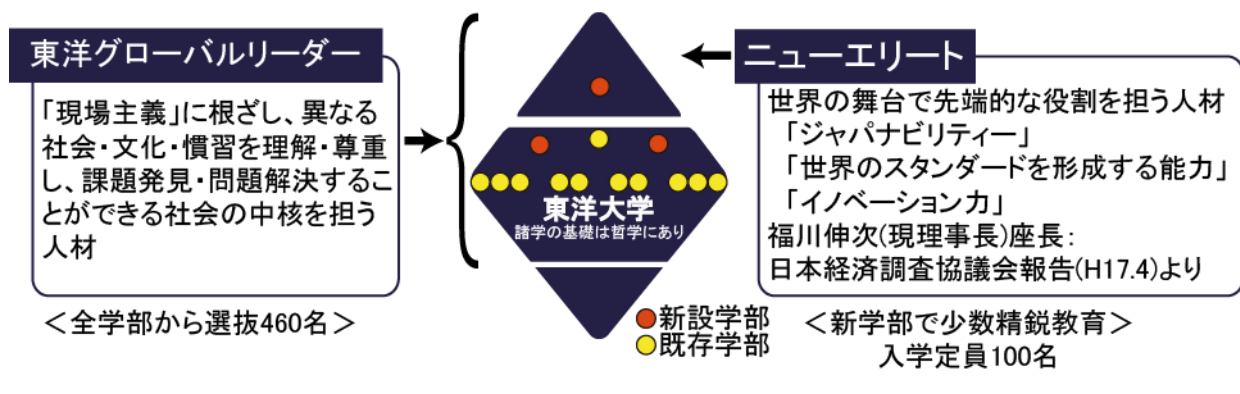 東洋グローバルリーダー
「現場主義」に根ざし、異なる
社会・文化・慣習を理解・尊重
し、課題発見・問題解決するこ
とができる社会の中核を担う
人材
＜全学部から選抜460名＞
東洋大学
諸学の基礎は哲学にあり
新設学部
既存学部
ニューエリート
世界の舞台で先端的な役割を担う人材
「ジャパナビリティー」
「世界のスタンダードを形成する能力」
「イノベーション力」
福川伸次(現理事長)座長：
日本経済調査協議会報告(H17.4)より
＜新学部で少数精鋭教育＞
入学定員100名